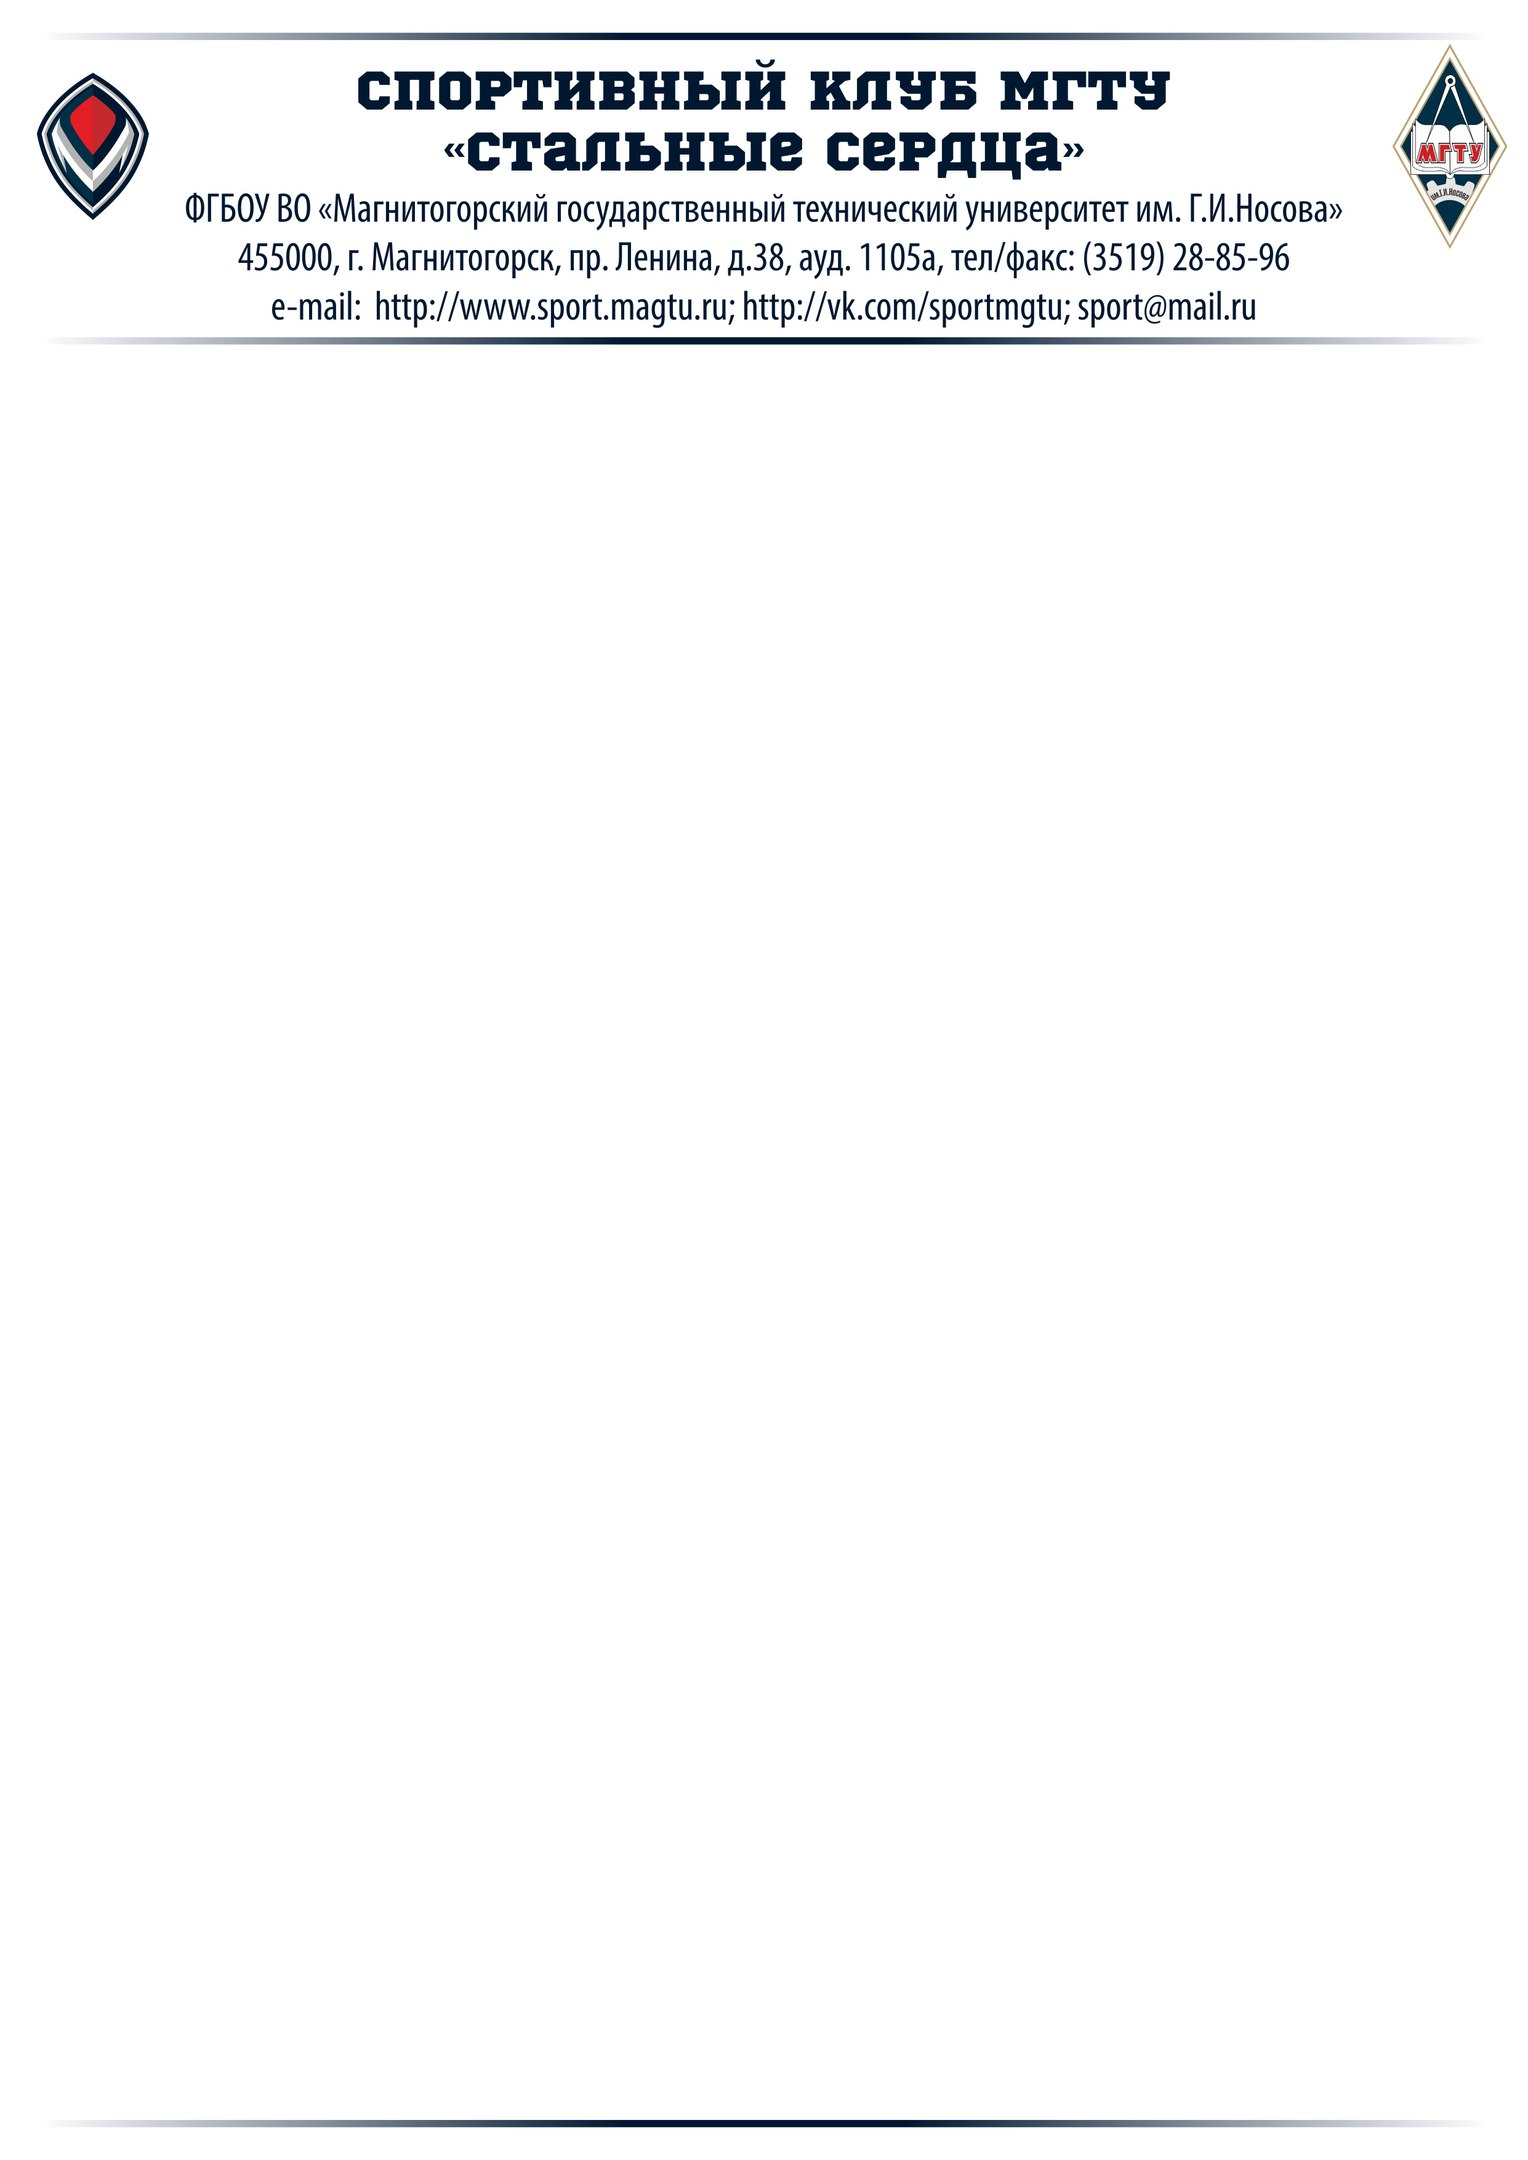 СПОРТИВНЫЙ КЛУБ МГТУ
«СТАЛЬНЫЕ СЕРДЦА»
ФГБОУ ВО «Магнитогорский государственный технический университет им. Г.И.Носова»
455000, г. Магнитогорск, пр. Ленина, д.38, ауд. 1105а, тел/факс: (3519) 28-85-96
e-mail: http://www.sport.magtu.ru; http://vk.com/sportmgtu; sport@mail.ru
МГТУ
им.Г.И.Носова